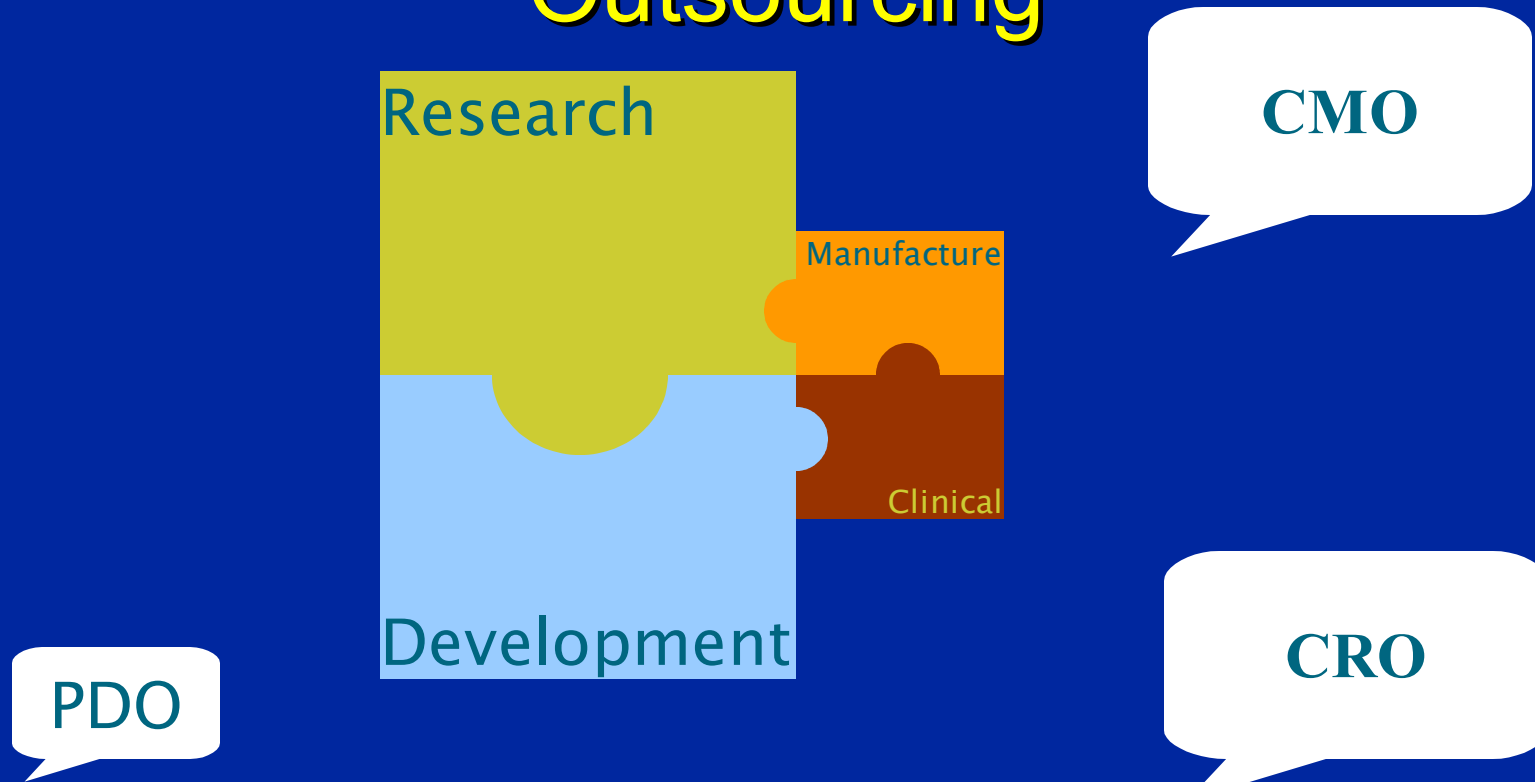 Outsourcing
Research
CMO
Manufacture
Clinical
Development
CRO
PDO